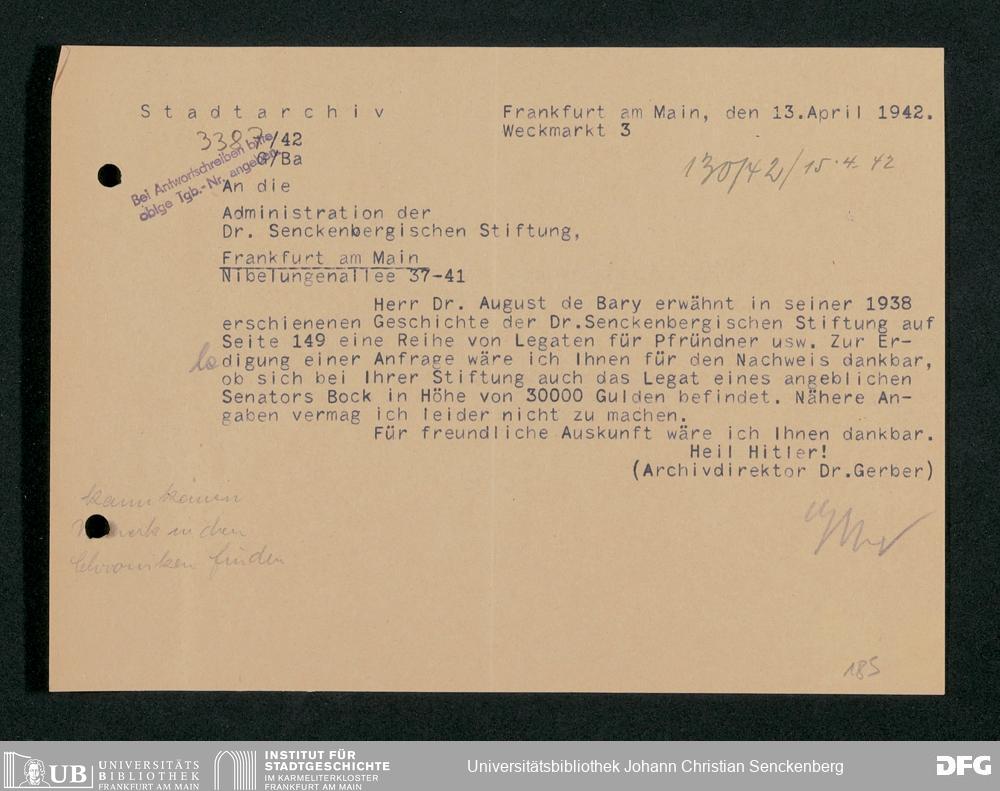 Stadtarchiv
Frankfurt am Main, den 13.April 1942.
Weckmarkt 3
3387/42
G/Ba
Bei Antwortschreiben bitte
obige Tgb.-Nr. angeben.
130/42/15.4.42
An die
Administration der
Dr. Senckenbergischen Stiftung,
Frankfurt am Main
Nibelungenallee 37-41
Herr Dr. August de Bary erwähnt in seiner 1938
erschienenen Geschichte der Dr.Senckenbergischen Stiftung auf
Seite 149 eine Reihe von Legaten für Pfründner usw. Zur Er-
digung einer Anfrage wäre ich Ihnen für den Nachweis dankbar,
ob sich bei Ihrer Stiftung auch das Legat eines angeblichen
Senators Bock in Höhe von 30000 Gulden befindet. Nähere An-
gaben vermag ich leider nicht zu machen.
Für freundliche Auskunft wäre ich Ihnen dankbar.
Heil Hitler!
(Archivdirektor Dr.Gerber)
kann keinen
in den
Chroniken finden
185
UB UNIVERSITÄTS
BIBLIOTHEK
FRANKFURT AM MAIN
INSTITUT FÜR
STADTGESCHICHTE
IM KARMELITERKLOSTER
FRANKFURT AM MAIN
Universitätsbibliothek Johann Christian Senckenberg
DFG